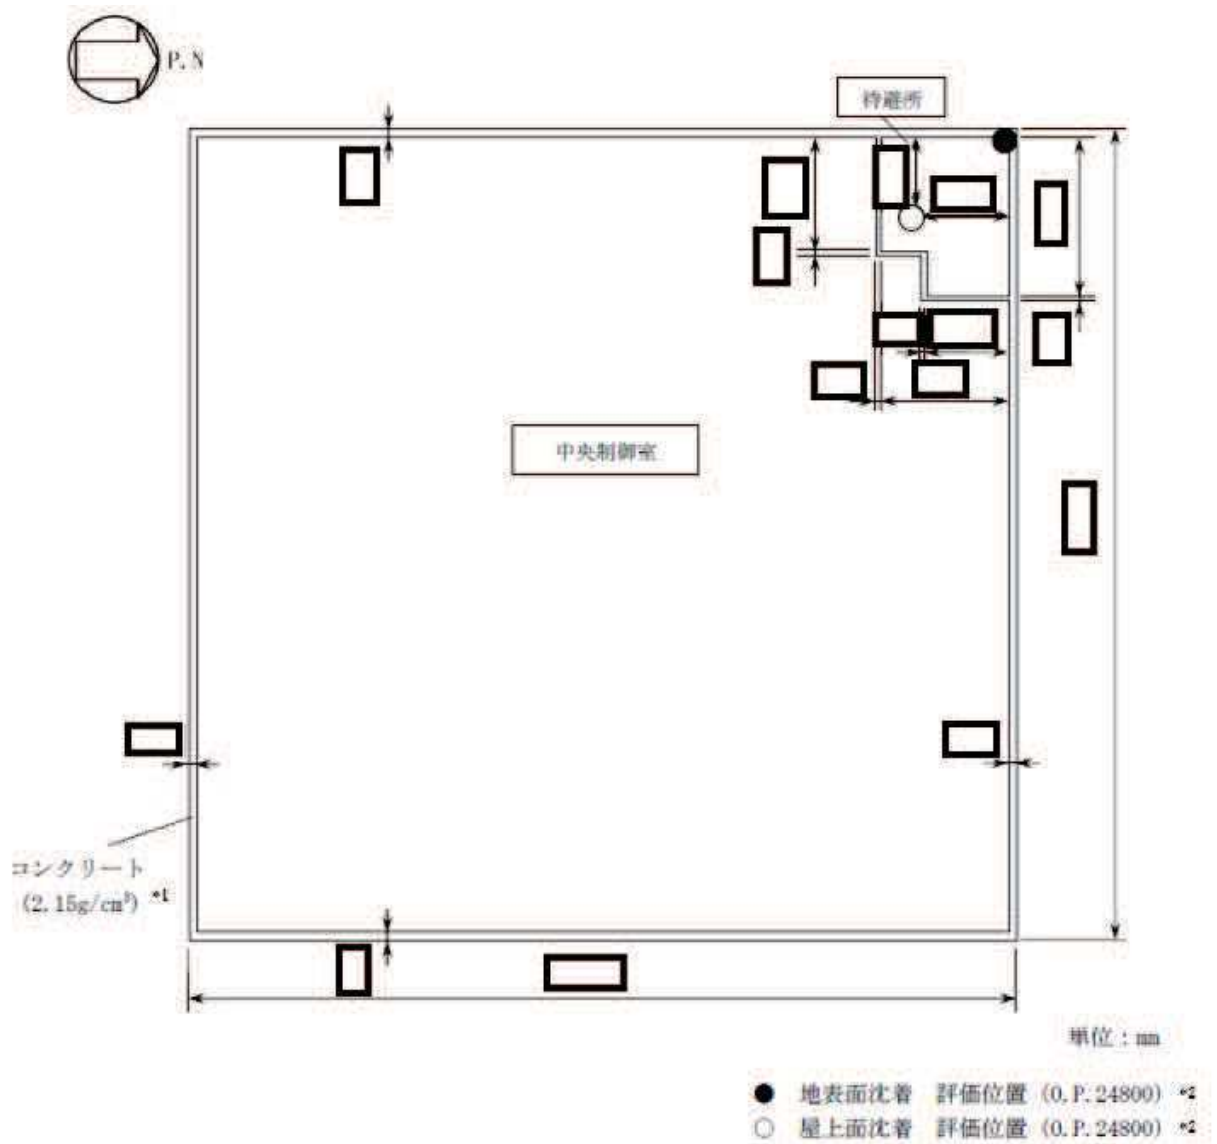 P.N
待避所
中央制御室
コンクリート
(2.15g/cm³) *1
単位：mm
● 地表面沈着 評価位置 (O.P.24800) *2
○ 屋上面沈着 評価位置 (O.P.24800) *2